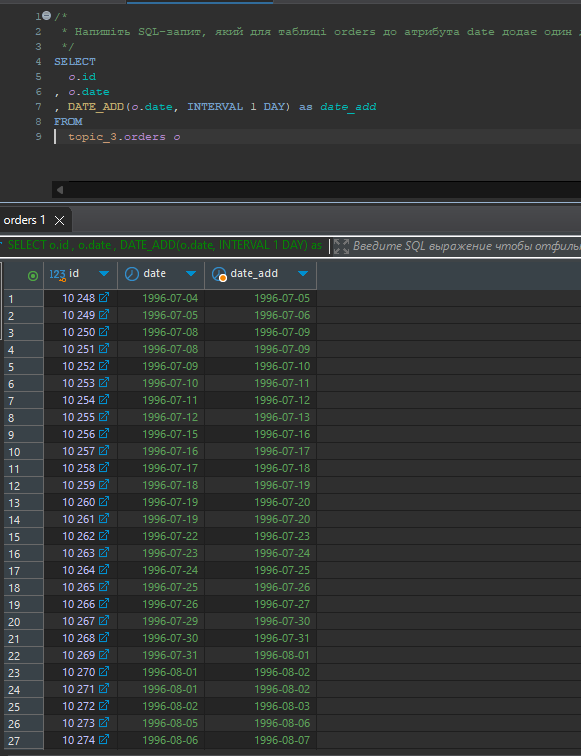 1 /*
2 * Напишіть SQL-запит, який для таблиці orders до атрибута date додає один
3 */
4 SELECT
5 o.id
6 , o.date
7 , DATE_ADD(o.date, INTERVAL 1 DAY) as date_add
8 FROM
9 topic_3.orders o
orders 1
SELECT o.id , o.date , DATE_ADD(o.date, INTERVAL 1 DAY) as Введите SQL выражение чтобы
123 id date date_add
1 10 248 1996-07-04 1996-07-05
2 10 249 1996-07-05 1996-07-06
3 10 250 1996-07-08 1996-07-09
4 10 251 1996-07-08 1996-07-09
5 10 252 1996-07-09 1996-07-10
6 10 253 1996-07-10 1996-07-11
7 10 254 1996-07-11 1996-07-12
8 10 255 1996-07-12 1996-07-13
9 10 256 1996-07-15 1996-07-16
10 10 257 1996-07-16 1996-07-17
11 10 258 1996-07-17 1996-07-18
12 10 259 1996-07-18 1996-07-19
13 10 260 1996-07-19 1996-07-20
14 10 261 1996-07-19 1996-07-20
15 10 262 1996-07-22 1996-07-23
16 10 263 1996-07-23 1996-07-24
17 10 264 1996-07-24 1996-07-25
18 10 265 1996-07-25 1996-07-26
19 10 266 1996-07-26 1996-07-27
20 10 267 1996-07-29 1996-07-30
21 10 268 1996-07-30 1996-07-31
22 10 269 1996-07-31 1996-08-01
23 10 270 1996-08-01 1996-08-02
24 10 271 1996-08-01 1996-08-02
25 10 272 1996-08-02 1996-08-03
26 10 273 1996-08-05 1996-08-06
27 10 274 1996-08-06 1996-08-07